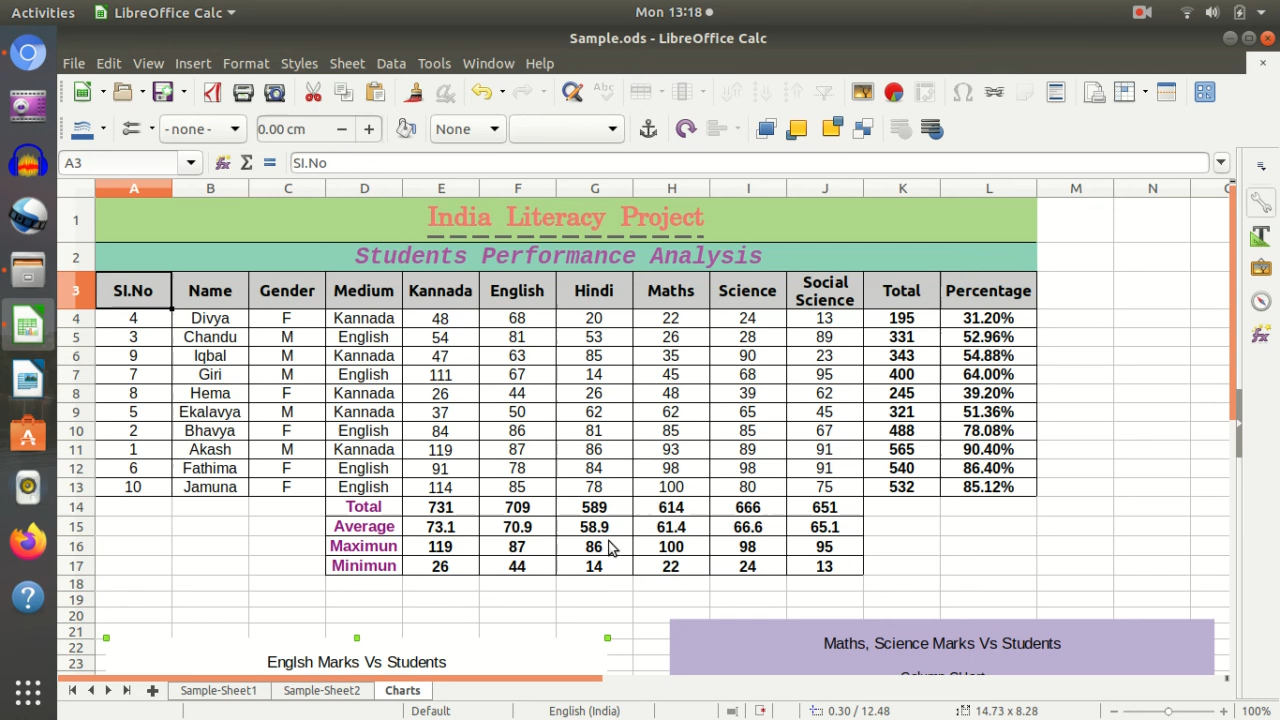 Activities LibreOffice Calc Mon 13:18
Sample.ods - LibreOffice Calc
File Edit View Insert Format Styles Sheet Data Tools Window Help
- none - 0.00 cm None
A3 SI.No
A B C D E F G H I J K L M N
1 India Literacy Project
2 Students Performance Analysis
3 SI.No Name Gender Medium Kannada English Hindi Maths Science Social Science Total Percentage
4 4 Divya F Kannada 48 68 20 22 24 13 195 31.20%
5 3 Chandu M English 54 81 53 26 28 89 331 52.96%
6 9 Iqbal M Kannada 47 63 85 35 90 23 343 54.88%
7 7 Giri M English 111 67 14 45 68 95 400 64.00%
8 8 Hema F Kannada 26 44 26 48 39 62 245 39.20%
9 5 Ekalavya M Kannada 37 50 62 62 65 45 321 51.36%
10 2 Bhavya F English 84 86 81 85 85 67 488 78.08%
11 1 Akash M Kannada 119 87 86 93 89 91 565 90.40%
12 6 Fathima F English 91 78 84 98 98 91 540 86.40%
13 10 Jamuna F English 114 85 78 100 80 75 532 85.12%
14 Total 731 709 589 614 666 651
15 Average 73.1 70.9 58.9 61.4 66.6 65.1
16 Maximun 119 87 86 100 98 95
17 Minimun 26 44 14 22 24 13
18
19
20
21
22 Maths, Science Marks Vs Students
23 Englsh Marks Vs Students
Sample-Sheet1 Sample-Sheet2 Charts
Default English (India) 0.30 / 12.48 14.73 x 8.28 100%